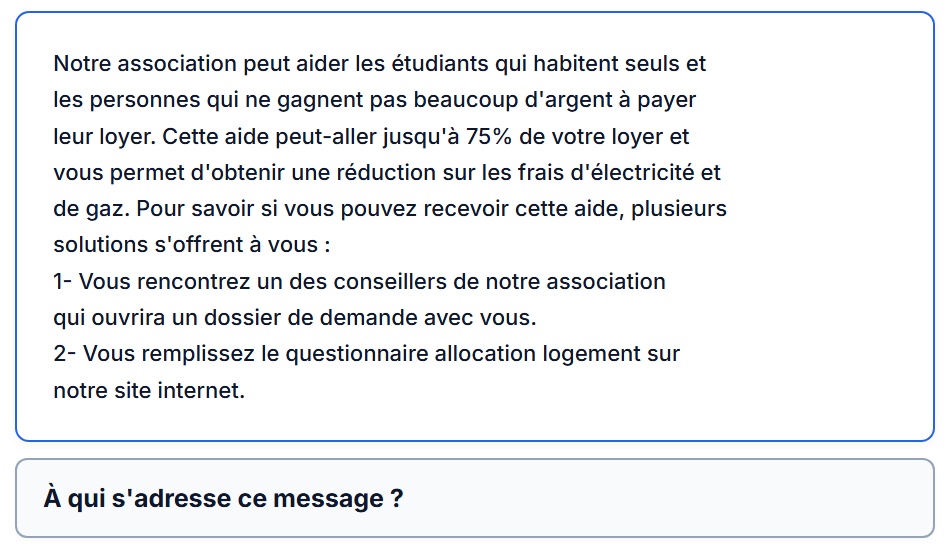 Notre association peut aider les étudiants qui habitent seuls et
les personnes qui ne gagnent pas beaucoup d'argent à payer
leur loyer. Cette aide peut-aller jusqu'à 75% de votre loyer et
vous permet d'obtenir une réduction sur les frais d'électricité et
de gaz. Pour savoir si vous pouvez recevoir cette aide, plusieurs
solutions s'offrent à vous :
1- Vous rencontrez un des conseillers de notre association
qui ouvrira un dossier de demande avec vous.
2- Vous remplissez le questionnaire allocation logement sur
notre site internet.
À qui s'adresse ce message ?